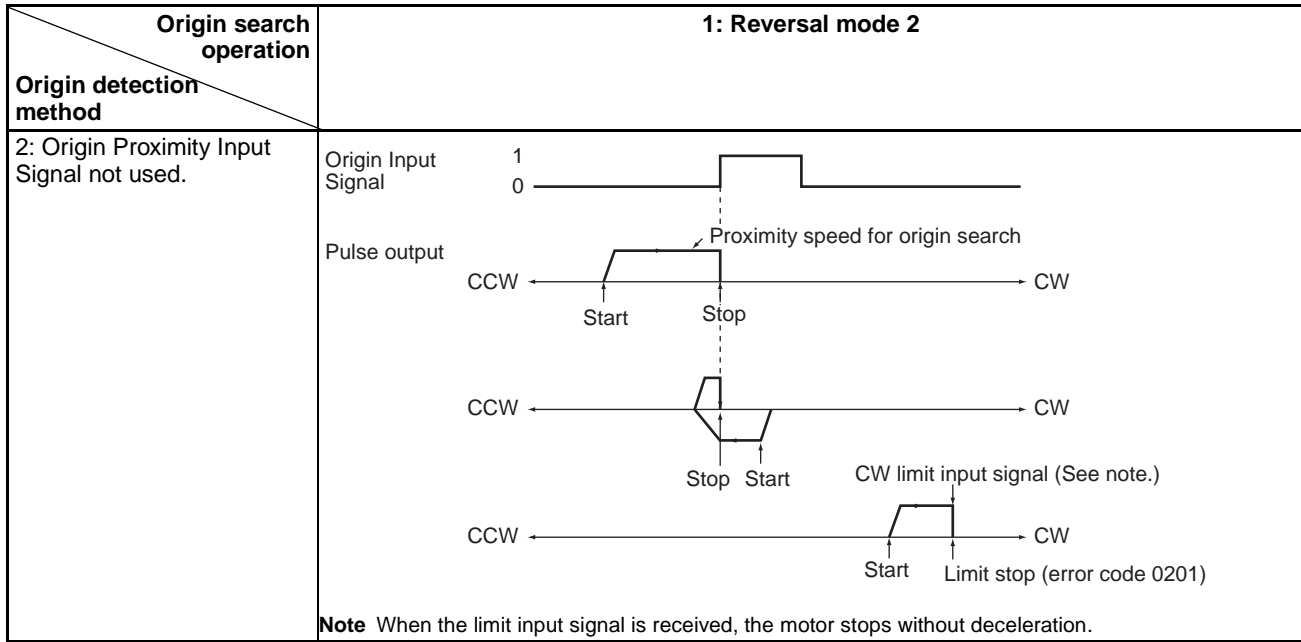 Origin search
operation
Origin detection
method
1: Reversal mode 2
2: Origin Proximity Input
Signal not used.
Origin Input
Signal
1
0
Pulse output
Proximity speed for origin search
CCW
CW
Start
Stop
CCW
CW
Stop
Start
CW limit input signal (See note.)
CCW
CW
Start
Limit stop (error code 0201)
Note When the limit input signal is received, the motor stops without deceleration.